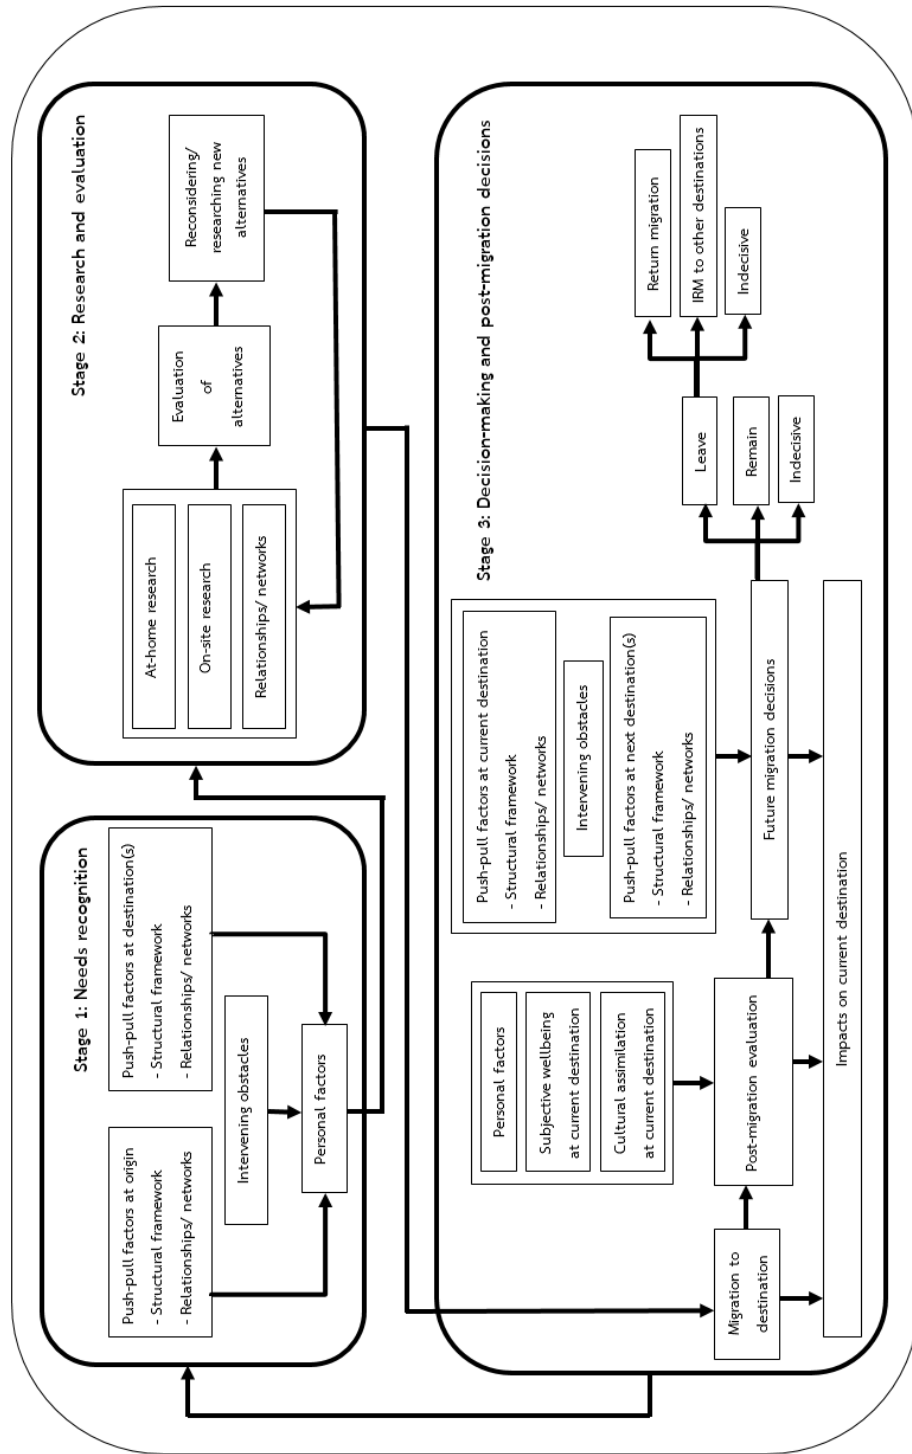 Stage 1: Needs recognition
Push-pull factors at origin
- Structural framework
- Relationships/ networks
Push-pull factors at destination(s)
- Structural framework
- Relationships/ networks
Intervening obstacles
Personal factors
Stage 2: Research and evaluation
At-home research
On-site research
Relationships/ networks
Evaluation
of
alternatives
Reconsidering/
researching new
alternatives
Stage 3: Decision-making and post-migration decisions
Personal factors
Subjective wellbeing
at current destination
Cultural assimilation
at current destination
Push-pull factors at current destination
- Structural framework
- Relationships/ networks
Intervening obstacles
Push-pull factors at next destination(s)
- Structural framework
- Relationships/ networks
Migration to
destination
Post-migration evaluation
Future migration decisions
Leave
Remain
Indecisive
Return migration
IRM to other destinations
Indecisive
Impacts on current destination